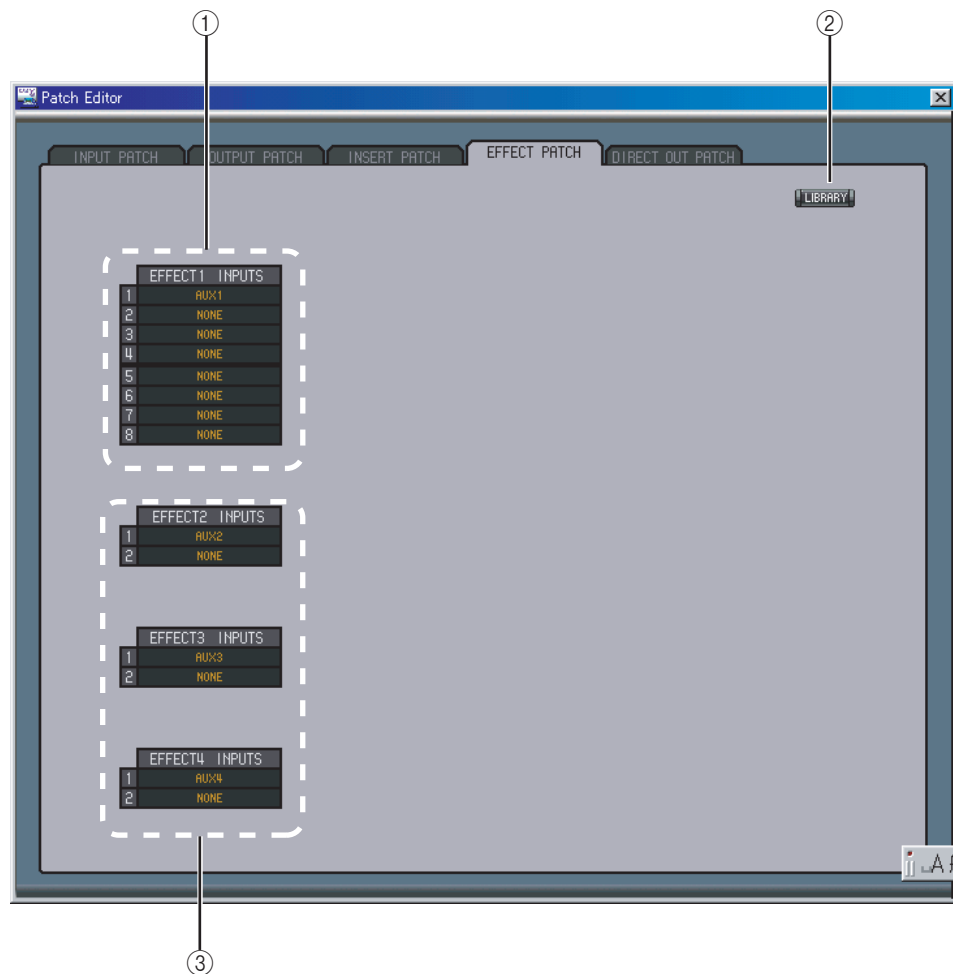 ① ②
Patch Editor
INPUT PATCH OUTPUT PATCH INSERT PATCH EFFECT PATCH DIRECT OUT PATCH
LIBRARY
EFFECT1 INPUTS
1 AUX1
2 NONE
3 NONE
4 NONE
5 NONE
6 NONE
7 NONE
8 NONE
EFFECT2 INPUTS
1 AUX2
2 NONE
EFFECT3 INPUTS
1 AUX3
2 NONE
EFFECT4 INPUTS
1 AUX4
2 NONE
A
③